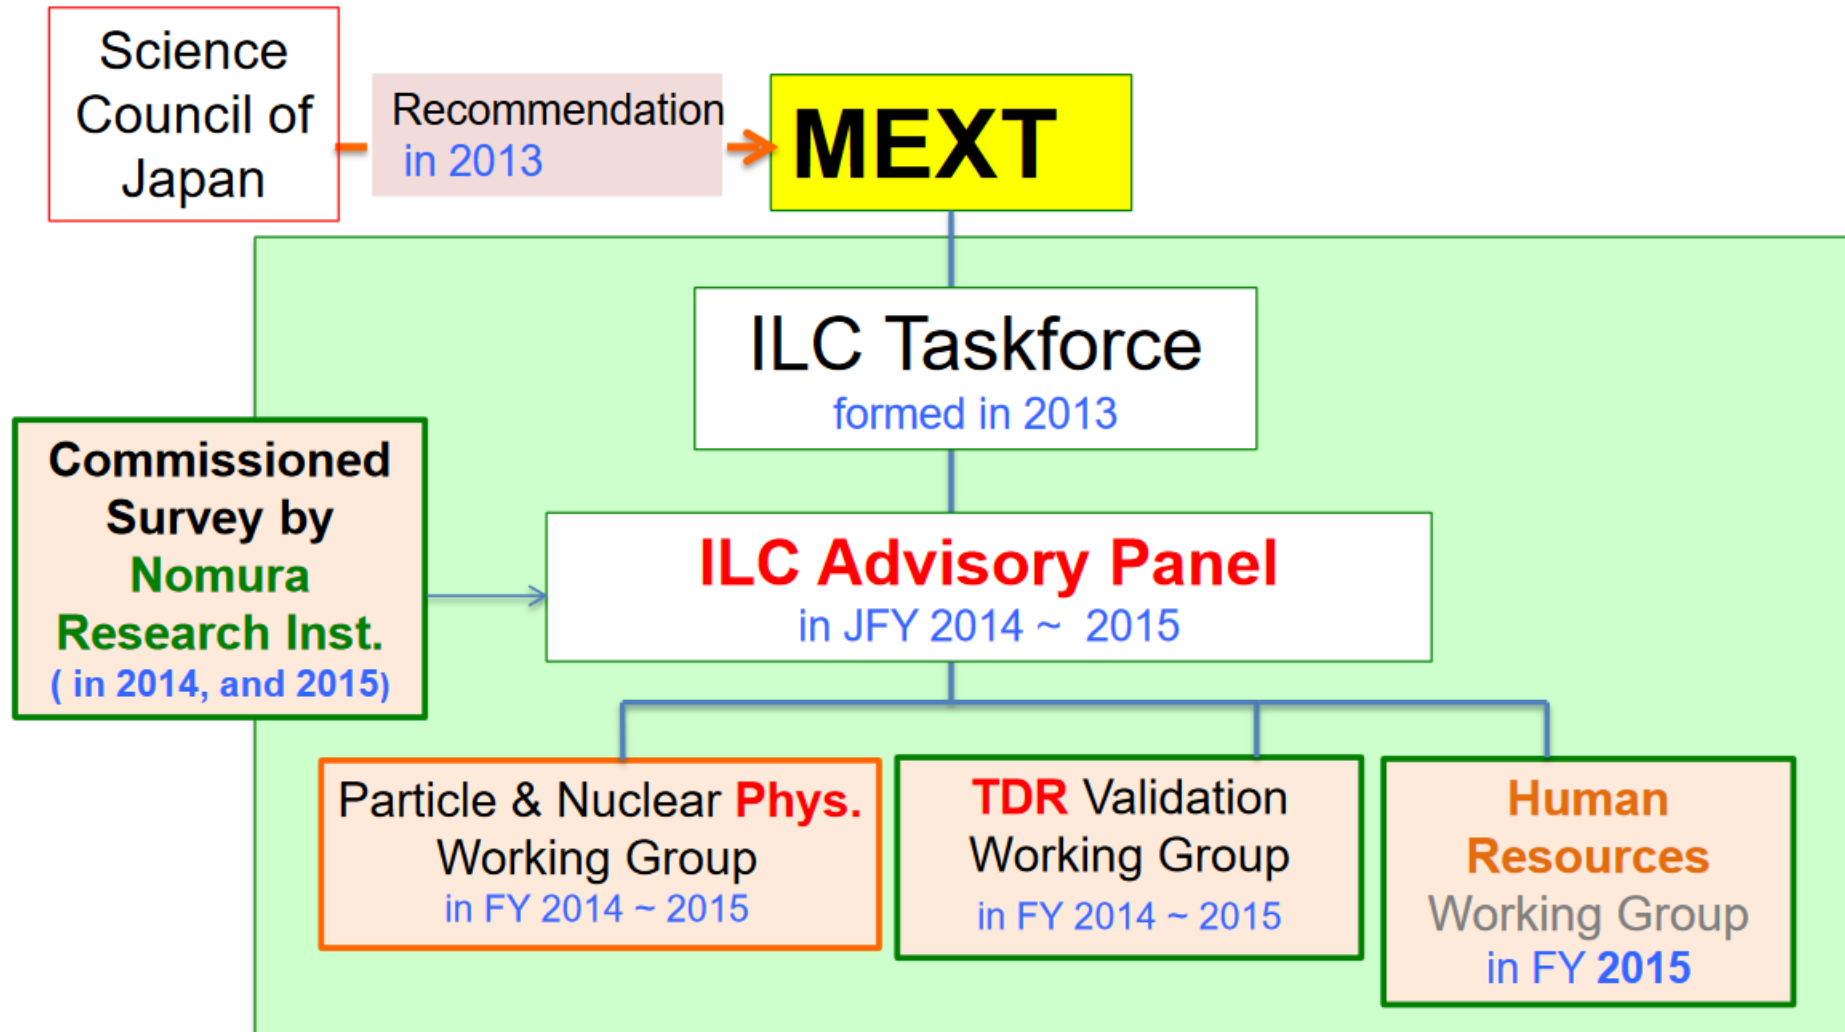 Science
Council of
Japan
Recommendation
in 2013
MEXT
ILC Taskforce
formed in 2013
Commissioned
Survey by
Nomura
Research Inst.
( in 2014, and 2015)
ILC Advisory Panel
in JFY 2014 ~ 2015
Particle & Nuclear Phys.
Working Group
in FY 2014 ~ 2015
TDR Validation
Working Group
in FY 2014 ~ 2015
Human
Resources
Working Group
in FY 2015